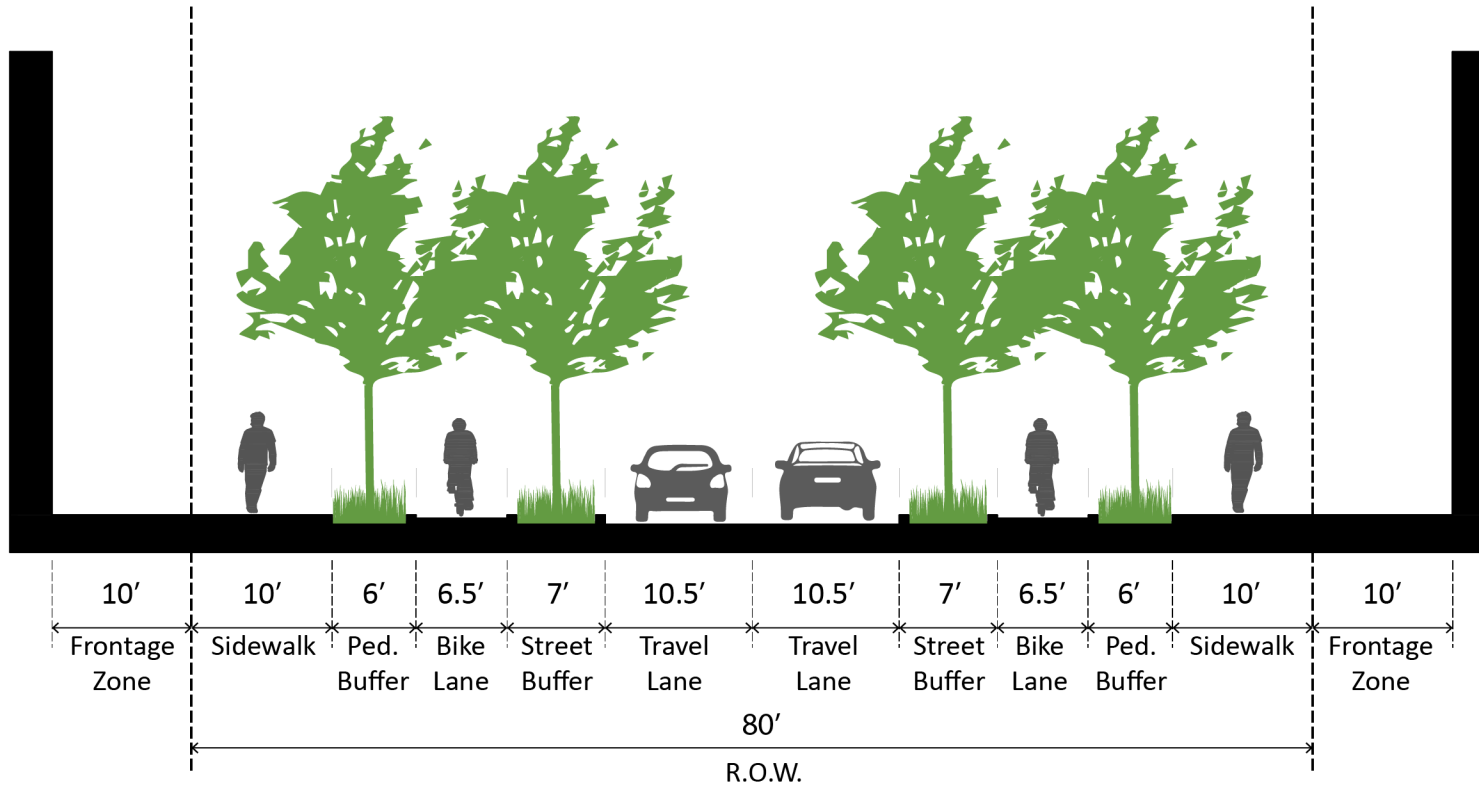 10′ 10′ 6′ 6.5′ 7′ 10.5′ 10.5′ 7′ 6.5′ 6′ 10′ 10′
Frontage Sidewalk Ped. Bike Street Travel Travel Street Bike Ped. Sidewalk Frontage
Zone Buffer Lane Buffer Lane Lane Buffer Lane Buffer Zone
80′
R.O.W.